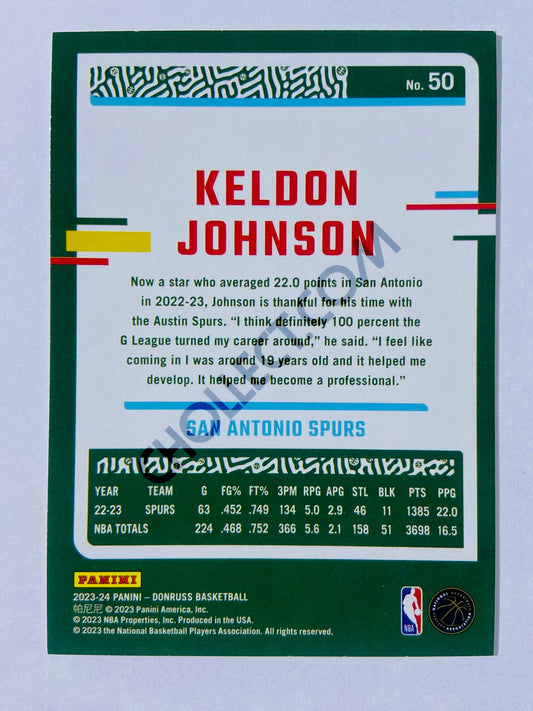 No. 50
KELDON
JOHNSON
Now a star who averaged 22.0 points in San Antonio
in 2022-23, Johnson is thankful for his time with
the Austin Spurs. “I think definitely 100 percent the
G League turned my career around,” he said. “I feel like
coming in I was around 19 years old and it helped me
develop. It helped me become a professional.”
SAN ANTONIO SPURS
YEAR TEAM G FG% FT% 3PM RPG APG STL BLK PTS PPG
22-23 SPURS 63 .452 .749 134 5.0 2.9 46 11 1385 22.0
NBA TOTALS 224 .468 .752 366 5.6 2.1 158 51 3698 16.5
PANINI
2023-24 PANINI – DONRUSS BASKETBALL
帕尼尼 © 2023 Panini America, Inc.
© 2023 NBA Properties, Inc. Produced in the USA.
© 2023 the National Basketball Players Association. All rights reserved.
NBA
NATIONAL BASKETBALL PLAYERS ASSOCIATION
CHOLLECT.COM